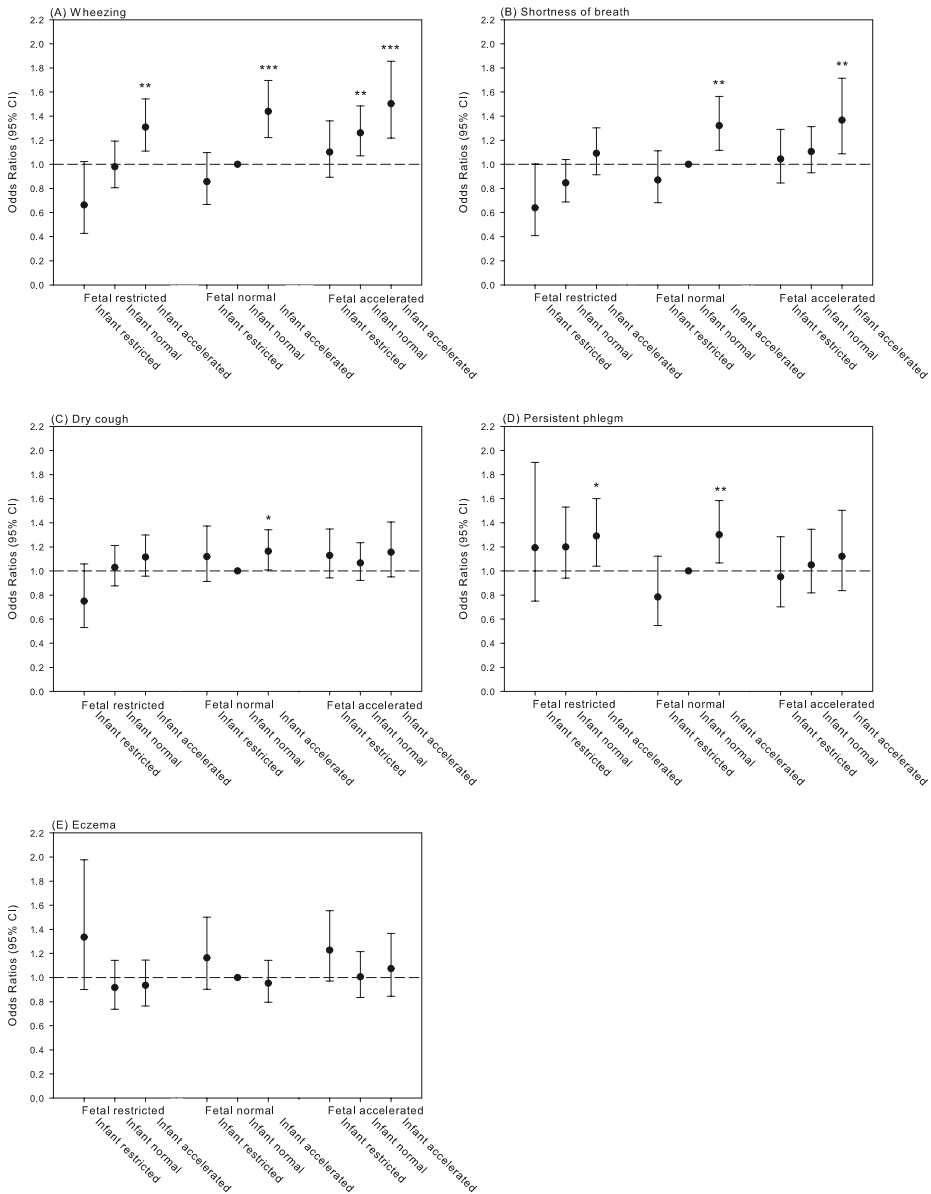 (A) Wheezing
2.2
2.0
1.8
1.6
1.4
1.2
1.0
0.8
0.6
0.4
0.2
0.0
Odds Ratios (95% CI)
**
***
**
***
Fetal restricted
Fetal normal
Fetal accelerated
Infant restricted
Infant normal
Infant accelerated
Infant restricted
Infant normal
Infant accelerated
Infant restricted
Infant normal
Infant accelerated
(B) Shortness of breath
2.2
2.0
1.8
1.6
1.4
1.2
1.0
0.8
0.6
0.4
0.2
0.0
Odds Ratios (95% CI)
**
**
Fetal restricted
Fetal normal
Fetal accelerated
Infant restricted
Infant normal
Infant accelerated
Infant restricted
Infant normal
Infant accelerated
Infant restricted
Infant normal
Infant accelerated
(C) Dry cough
2.2
2.0
1.8
1.6
1.4
1.2
1.0
0.8
0.6
0.4
0.2
0.0
Odds Ratios (95% CI)
*
Fetal restricted
Fetal normal
Fetal accelerated
Infant restricted
Infant normal
Infant accelerated
Infant restricted
Infant normal
Infant accelerated
Infant restricted
Infant normal
Infant accelerated
(D) Persistent phlegm
2.2
2.0
1.8
1.6
1.4
1.2
1.0
0.8
0.6
0.4
0.2
0.0
Odds Ratios (95% CI)
*
**
Fetal restricted
Fetal normal
Fetal accelerated
Infant restricted
Infant normal
Infant accelerated
Infant restricted
Infant normal
Infant accelerated
Infant restricted
Infant normal
Infant accelerated
(E) Eczema
2.2
2.0
1.8
1.6
1.4
1.2
1.0
0.8
0.6
0.4
0.2
0.0
Odds Ratios (95% CI)
Fetal restricted
Fetal normal
Fetal accelerated
Infant restricted
Infant normal
Infant accelerated
Infant restricted
Infant normal
Infant accelerated
Infant restricted
Infant normal
Infant accelerated